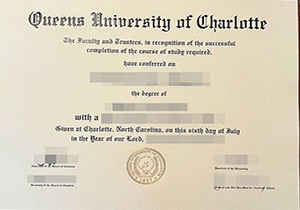 Queens University of Charlotte
The Faculty and Trustees, in recognition of the successful
completion of the course of study required,
have conferred on
the degree of
with a
Given at Charlotte, North Carolina, on this sixth day of July
in the Year of our Lord,